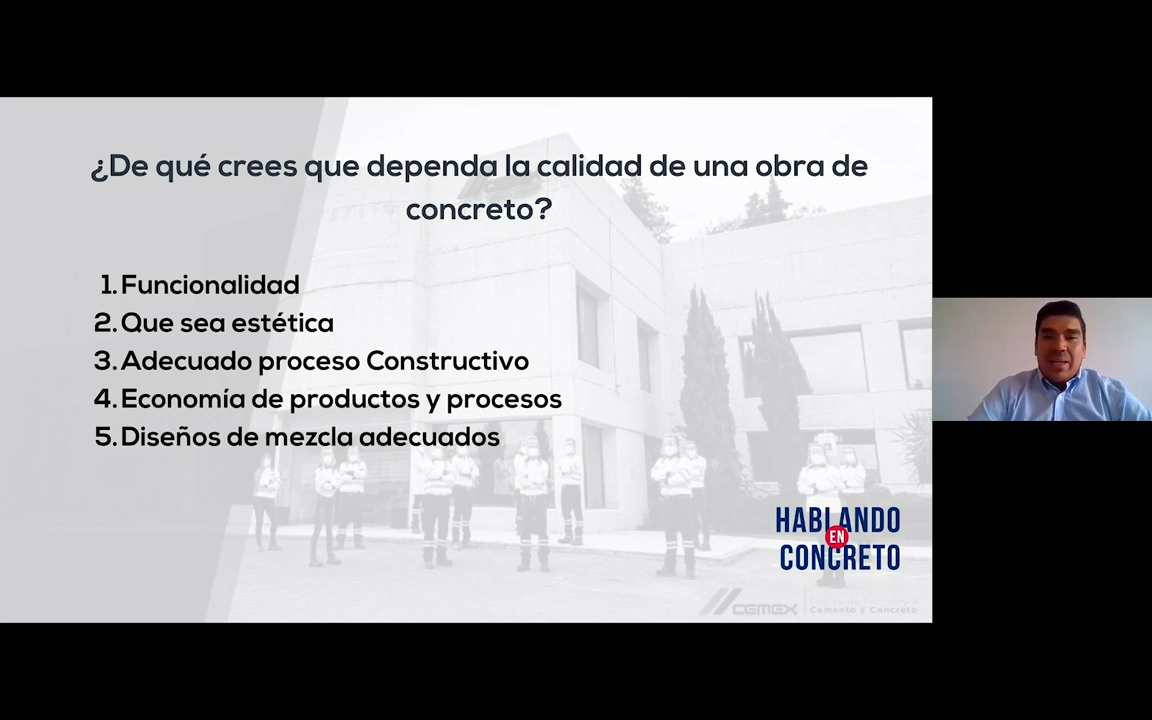 ¿De qué crees que dependa la calidad de una obra de
concreto?
1. Funcionalidad
2. Que sea estética
3. Adecuado proceso Constructivo
4. Economía de productos y procesos
5. Diseños de mezcla adecuados
HABLANDO
EN
CONCRETO
CEMEX
Cemento y Concreto